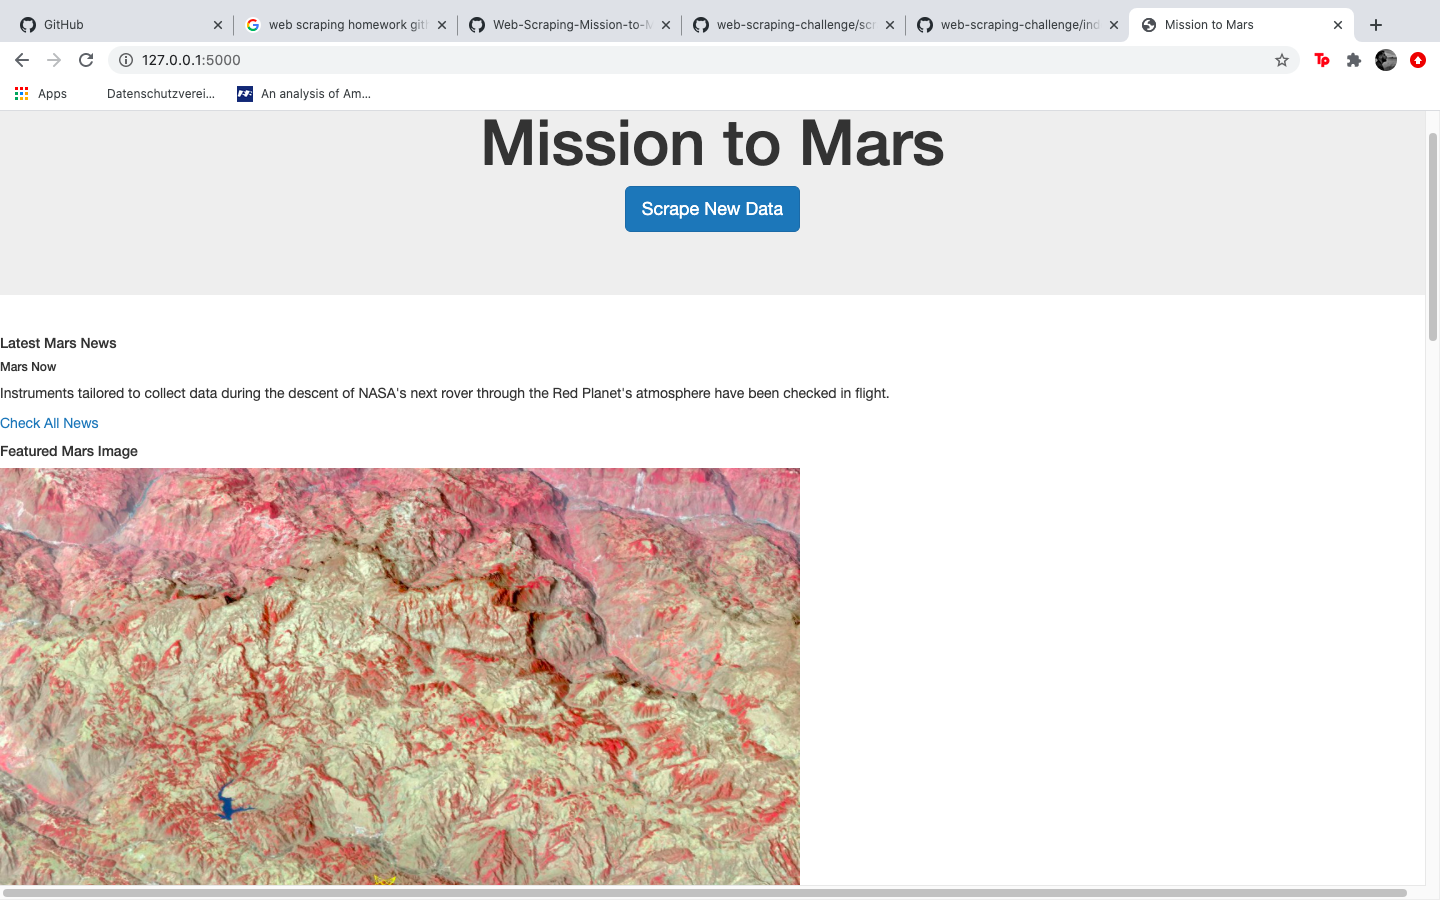 GitHub
web scraping homework gith
Web-Scraping-Mission-to-M
web-scraping-challenge/scr
web-scraping-challenge/ind
Mission to Mars
127.0.0.1:5000
Tp
Apps
Datenschutzverei...
An analysis of Am...
Mission to Mars
Scrape New Data
Latest Mars News
Mars Now
Instruments tailored to collect data during the descent of NASA's next rover through the Red Planet's atmosphere have been checked in flight.
Check All News
Featured Mars Image